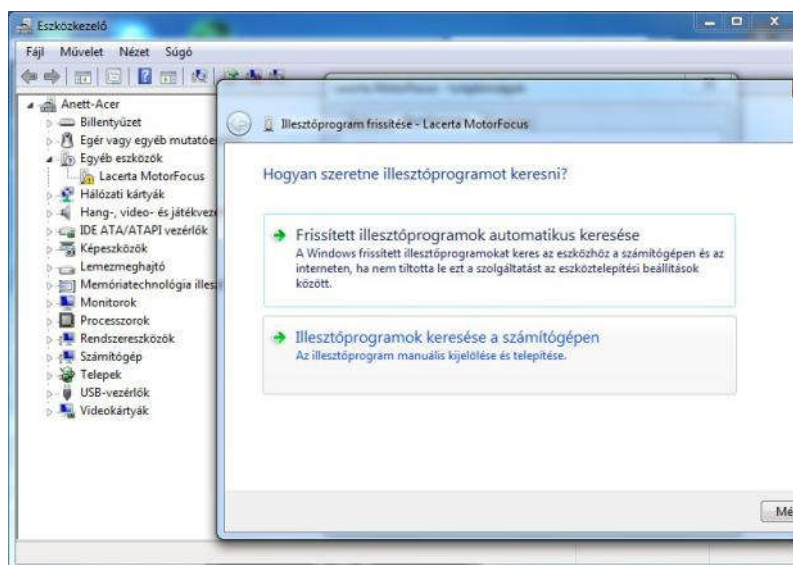 Eszközkezelő
Fájl Művelet Nézet Súgó
Anett-Acer
Billentyűzet
Egér vagy egyéb mutatóe
Egyéb eszközök
Lacerta MotorFocus
Hálózati kártyák
Hang-, video- és játékvez
IDE ATA/ATAPI vezérlők
Képeszközök
Lemezmeghajtó
Memóriatechnológia illes
Monitorok
Processzorok
Rendszereszközök
Számítógép
Telepek
USB-vezérlők
Videokártyák
Illesztőprogram frissítése - Lacerta MotorFocus
Hogyan szeretne illesztőprogramot keresni?
Frissített illesztőprogramok automatikus keresése
A Windows frissített illesztőprogramokat keres az eszközhöz a számítógépen és az
interneten, ha nem tiltotta le ezt a szolgáltatást az eszköztelepítési beállítások
között.
Illesztőprogramok keresése a számítógépen
Az illesztőprogram manuális kijelölése és telepítése.
Mé